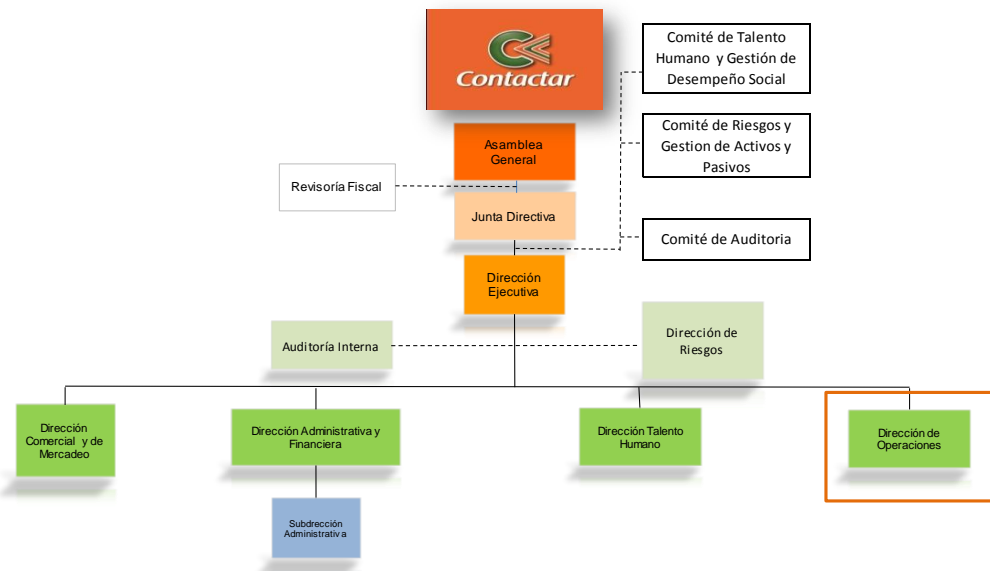 Contactar
Comité de Talento
Humano y Gestión de
Desempeño Social
Asamblea
General
Comité de Riesgos y
Gestion de Activos y
Pasivos
Revisoría Fiscal
Junta Directiva
Comité de Auditoria
Dirección
Ejecutiva
Auditoría Interna
Dirección de
Riesgos
Dirección
Comercial y de
Mercadeo
Dirección Administrativa y
Financiera
Dirección Talento
Humano
Dirección de
Operaciones
Subdrección
Administrativa